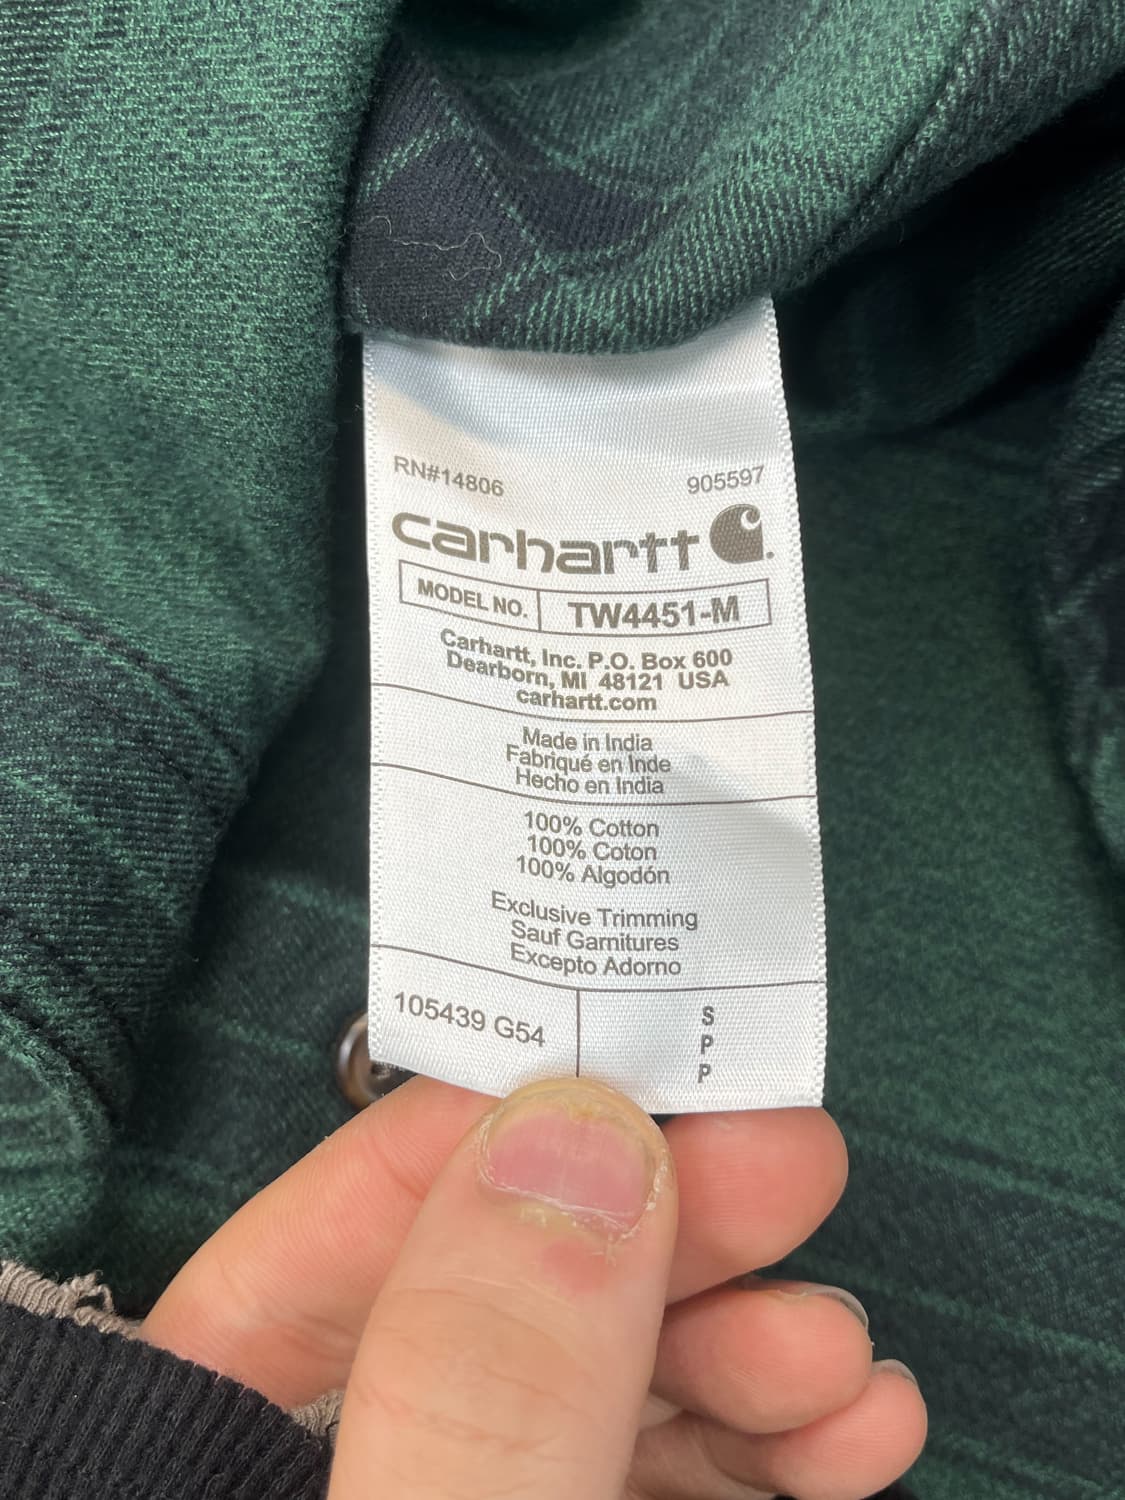 RN#14806 905597
carhartt
MODEL NO. TW4451-M
Carhartt, Inc. P.O. Box 600
Dearborn, MI 48121 USA
carhartt.com
Made in India
Fabriqué en Inde
Hecho en India
100% Cotton
100% Coton
100% Algodón
Exclusive Trimming
Sauf Garnitures
Excepto Adorno
105439 G54
S
P
P